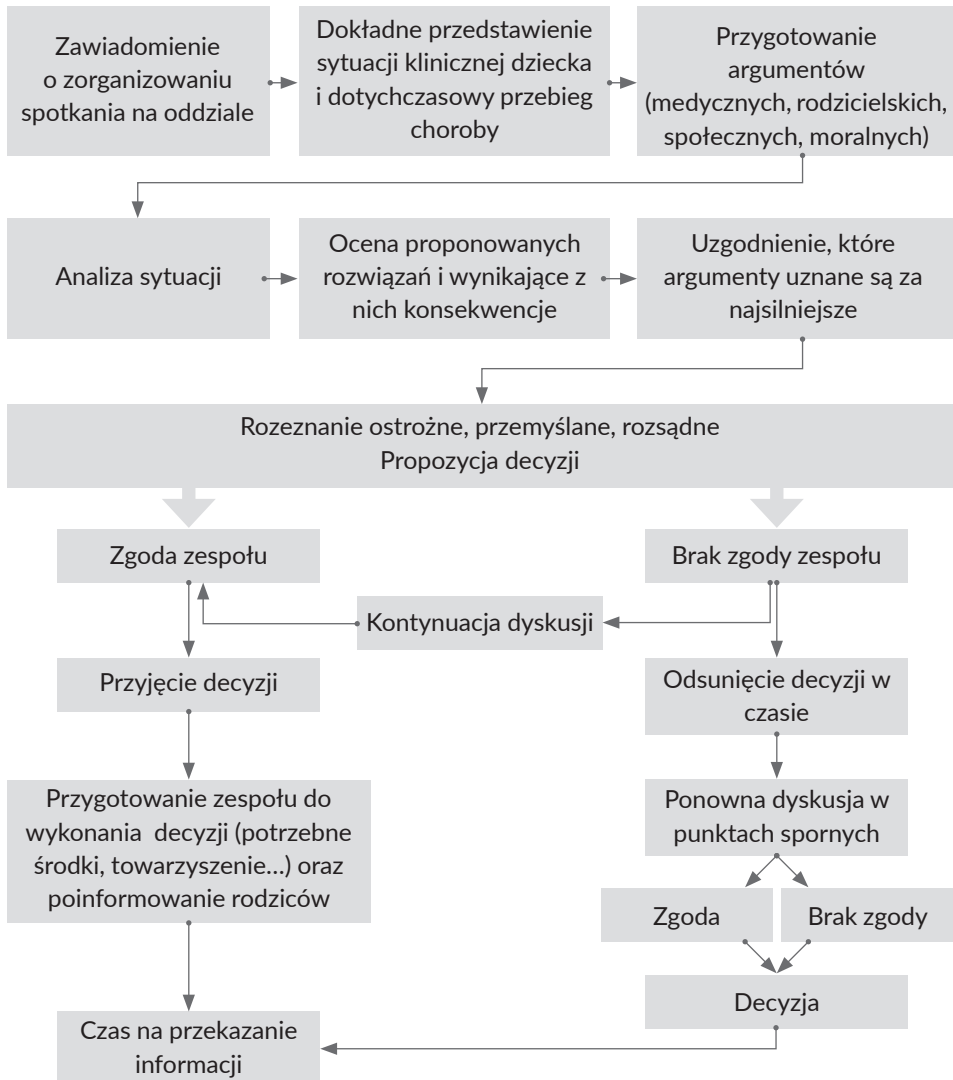 Zawiadomienie
o zorganizowaniu
spotkania na oddziale
Dokładne przedstawienie
sytuacji klinicznej dziecka
i dotychczasowy przebieg
choroby
Przygotowanie
argumentów
(medycznych, rodzicielskich,
społecznych, moralnych)
Analiza sytuacji
Ocena proponowanych
rozwiązań i wynikające z
nich konsekwencje
Uzgodnienie, które
argumenty uznane są za
najsilniejsze
Rozeznanie ostrożne, przemyślane, rozsądne
Propozycja decyzji
Zgoda zespołu
Brak zgody zespołu
Kontynuacja dyskusji
Przyjęcie decyzji
Odsunięcie decyzji w
czasie
Przygotowanie zespołu do
wykonania decyzji (potrzebne
środki, towarzyszenie...) oraz
poinformowanie rodziców
Ponowna dyskusja w
punktach spornych
Zgoda
Brak zgody
Decyzja
Czas na przekazanie
informacji